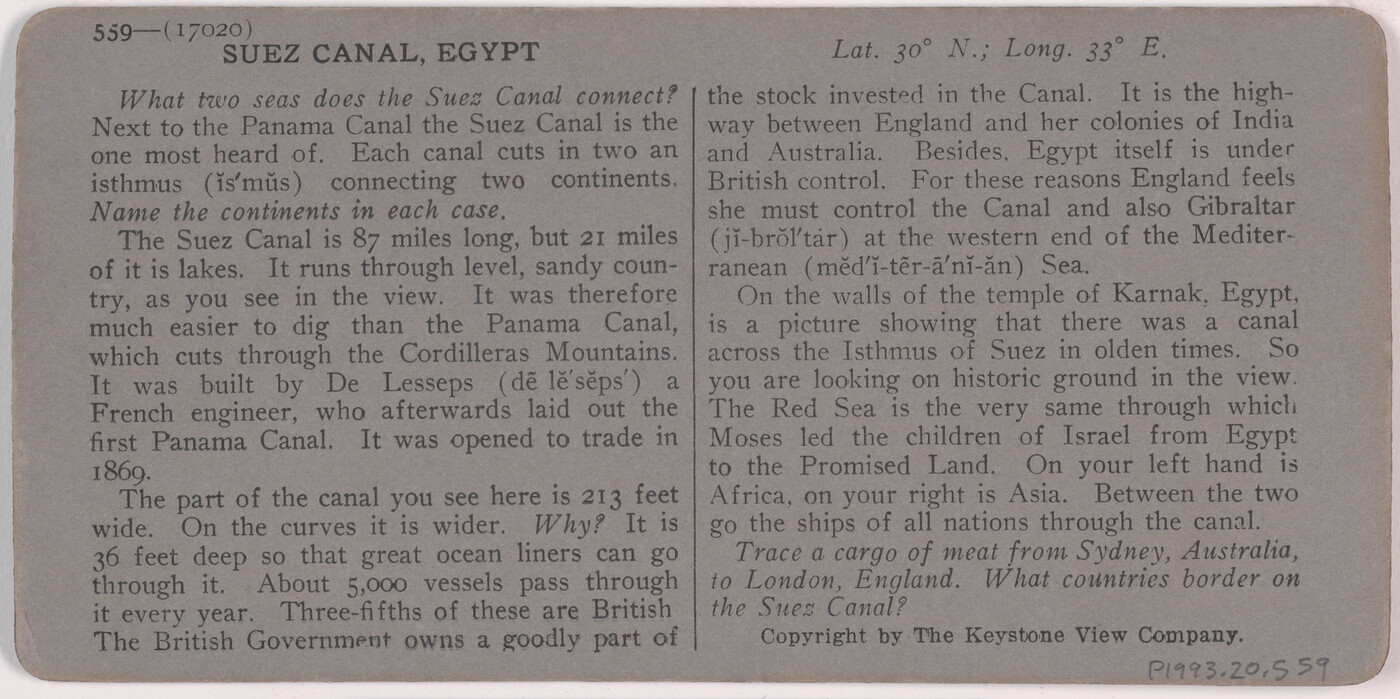 559—(17020)
SUEZ CANAL, EGYPT
What two seas does the Suez Canal connect?
Next to the Panama Canal the Suez Canal is the
one most heard of. Each canal cuts in two an
isthmus (ĭs′mŭs) connecting two continents.
Name the continents in each case.
The Suez Canal is 87 miles long, but 21 miles
of it is lakes. It runs through level, sandy coun-
try, as you see in the view. It was therefore
much easier to dig than the Panama Canal,
which cuts through the Cordilleras Mountains.
It was built by De Lesseps (dẽ lĕ′sĕps′) a
French engineer, who afterwards laid out the
first Panama Canal. It was opened to trade in
1869.
The part of the canal you see here is 213 feet
wide. On the curves it is wider. Why? It is
36 feet deep so that great ocean liners can go
through it. About 5,000 vessels pass through
it every year. Three-fifths of these are British
The British Government owns a goodly part of
Lat. 30° N.; Long. 33° E.
the stock invested in the Canal. It is the high-
way between England and her colonies of India
and Australia. Besides, Egypt itself is under
British control. For these reasons England feels
she must control the Canal and also Gibraltar
(jĭ-brŏl′tár) at the western end of the Mediter-
ranean (mĕd′ĭ-tẽr-ā′nĭ-ăn) Sea.
On the walls of the temple of Karnak, Egypt,
is a picture showing that there was a canal
across the Isthmus of Suez in olden times. So
you are looking on historic ground in the view.
The Red Sea is the very same through which
Moses led the children of Israel from Egypt
to the Promised Land. On your left hand is
Africa, on your right is Asia. Between the two
go the ships of all nations through the canal.
Trace a cargo of meat from Sydney, Australia,
to London, England. What countries border on
the Suez Canal?
Copyright by The Keystone View Company.
P1993.20.559